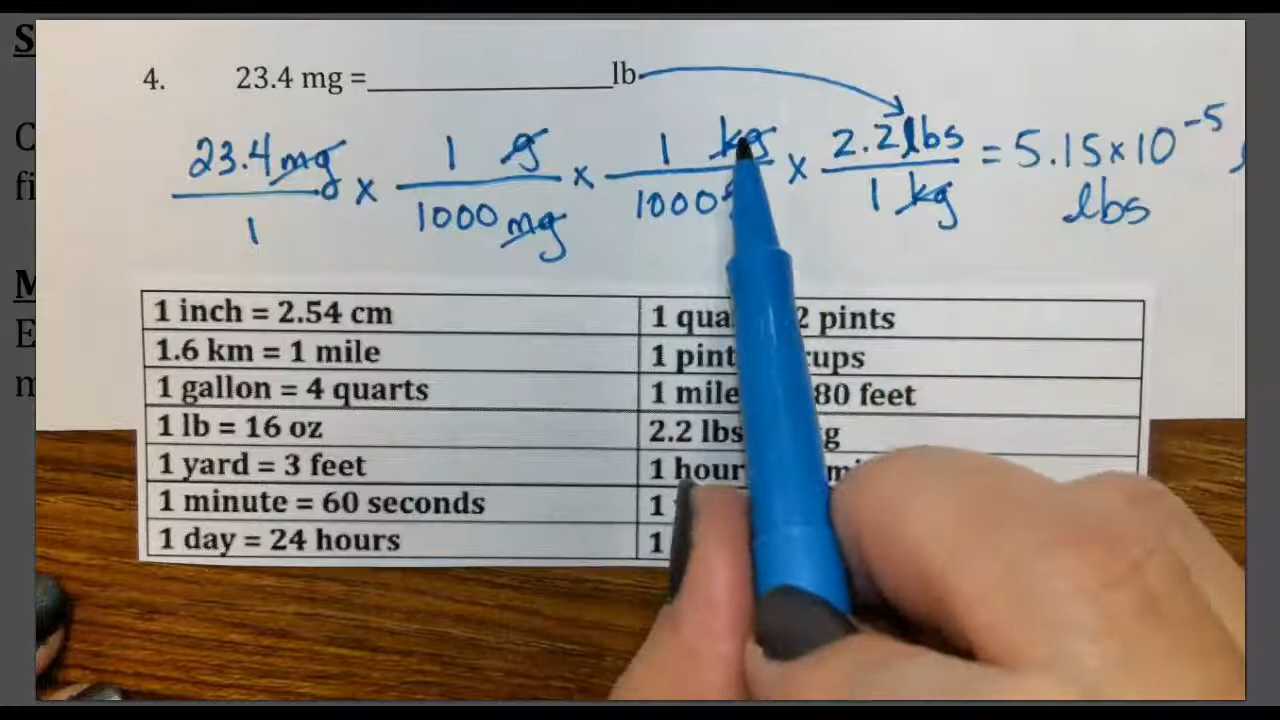 4. 23.4 mg =____________________lb
23.4 mg / 1 × 1 g / 1000 mg × 1 kg / 1000 × 2.2 lbs / 1 kg = 5.15 × 10⁻⁵ lbs
1 inch = 2.54 cm
1.6 km = 1 mile
1 gallon = 4 quarts
1 lb = 16 oz
1 yard = 3 feet
1 minute = 60 seconds
1 day = 24 hours
1 2 pints
1 pint
1 mile 80 feet
2.2 lbs
1 hour
1
1